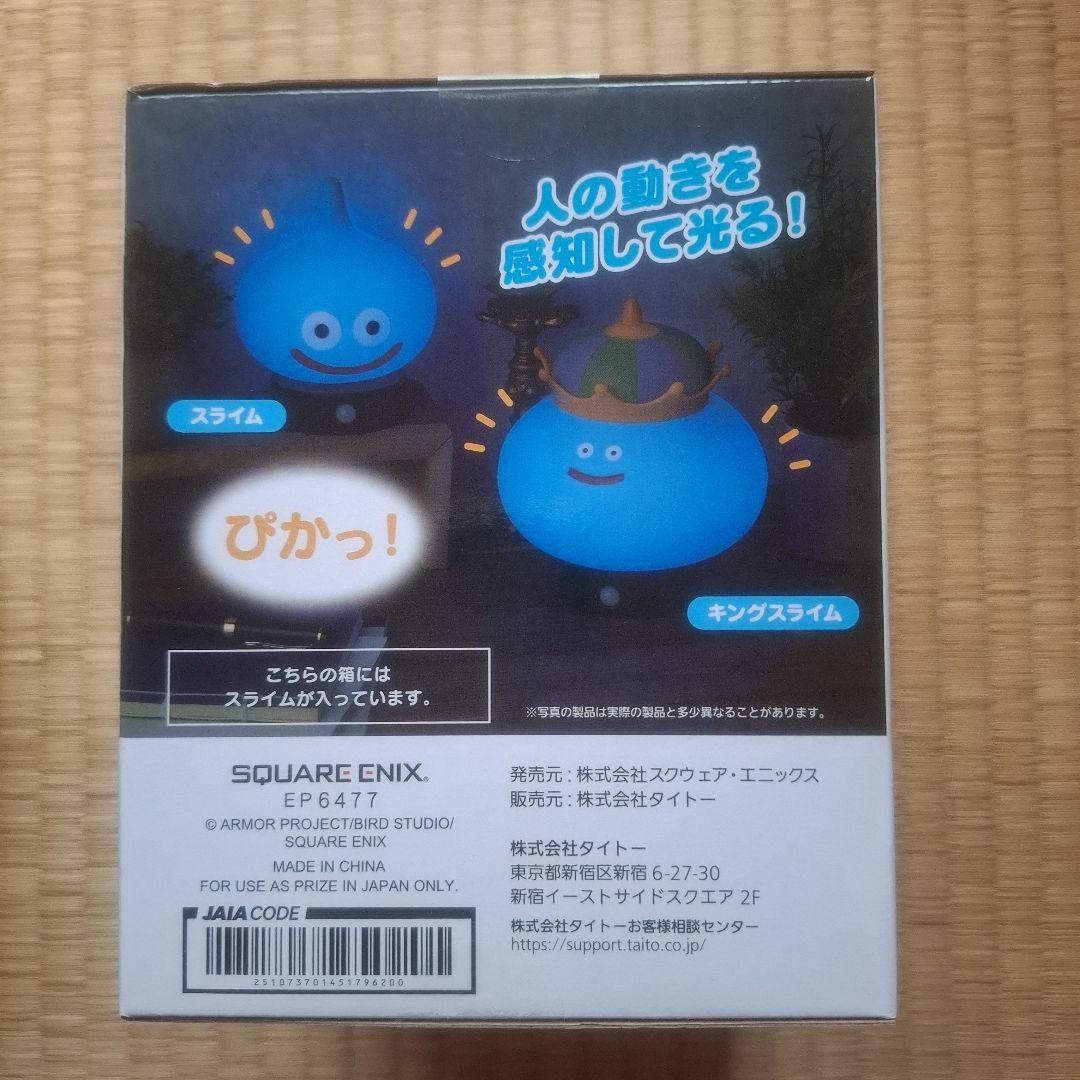 人の動きを
感知して光る！
スライム
ぴかっ！
キングスライム
こちらの箱には
スライムが入っています。
※写真の製品は実際の製品と多少異なることがあります。
SQUARE ENIX®
EP6477
© ARMOR PROJECT/BIRD STUDIO/
SQUARE ENIX
MADE IN CHINA
FOR USE AS PRIZE IN JAPAN ONLY.
JAIA CODE
251073701451796200
発売元：株式会社スクウェア・エニックス
販売元：株式会社タイトー
株式会社タイトー
東京都新宿区新宿 6-27-30
新宿イーストサイドスクエア 2F
株式会社タイトーお客様相談センター
https://support.taito.co.jp/